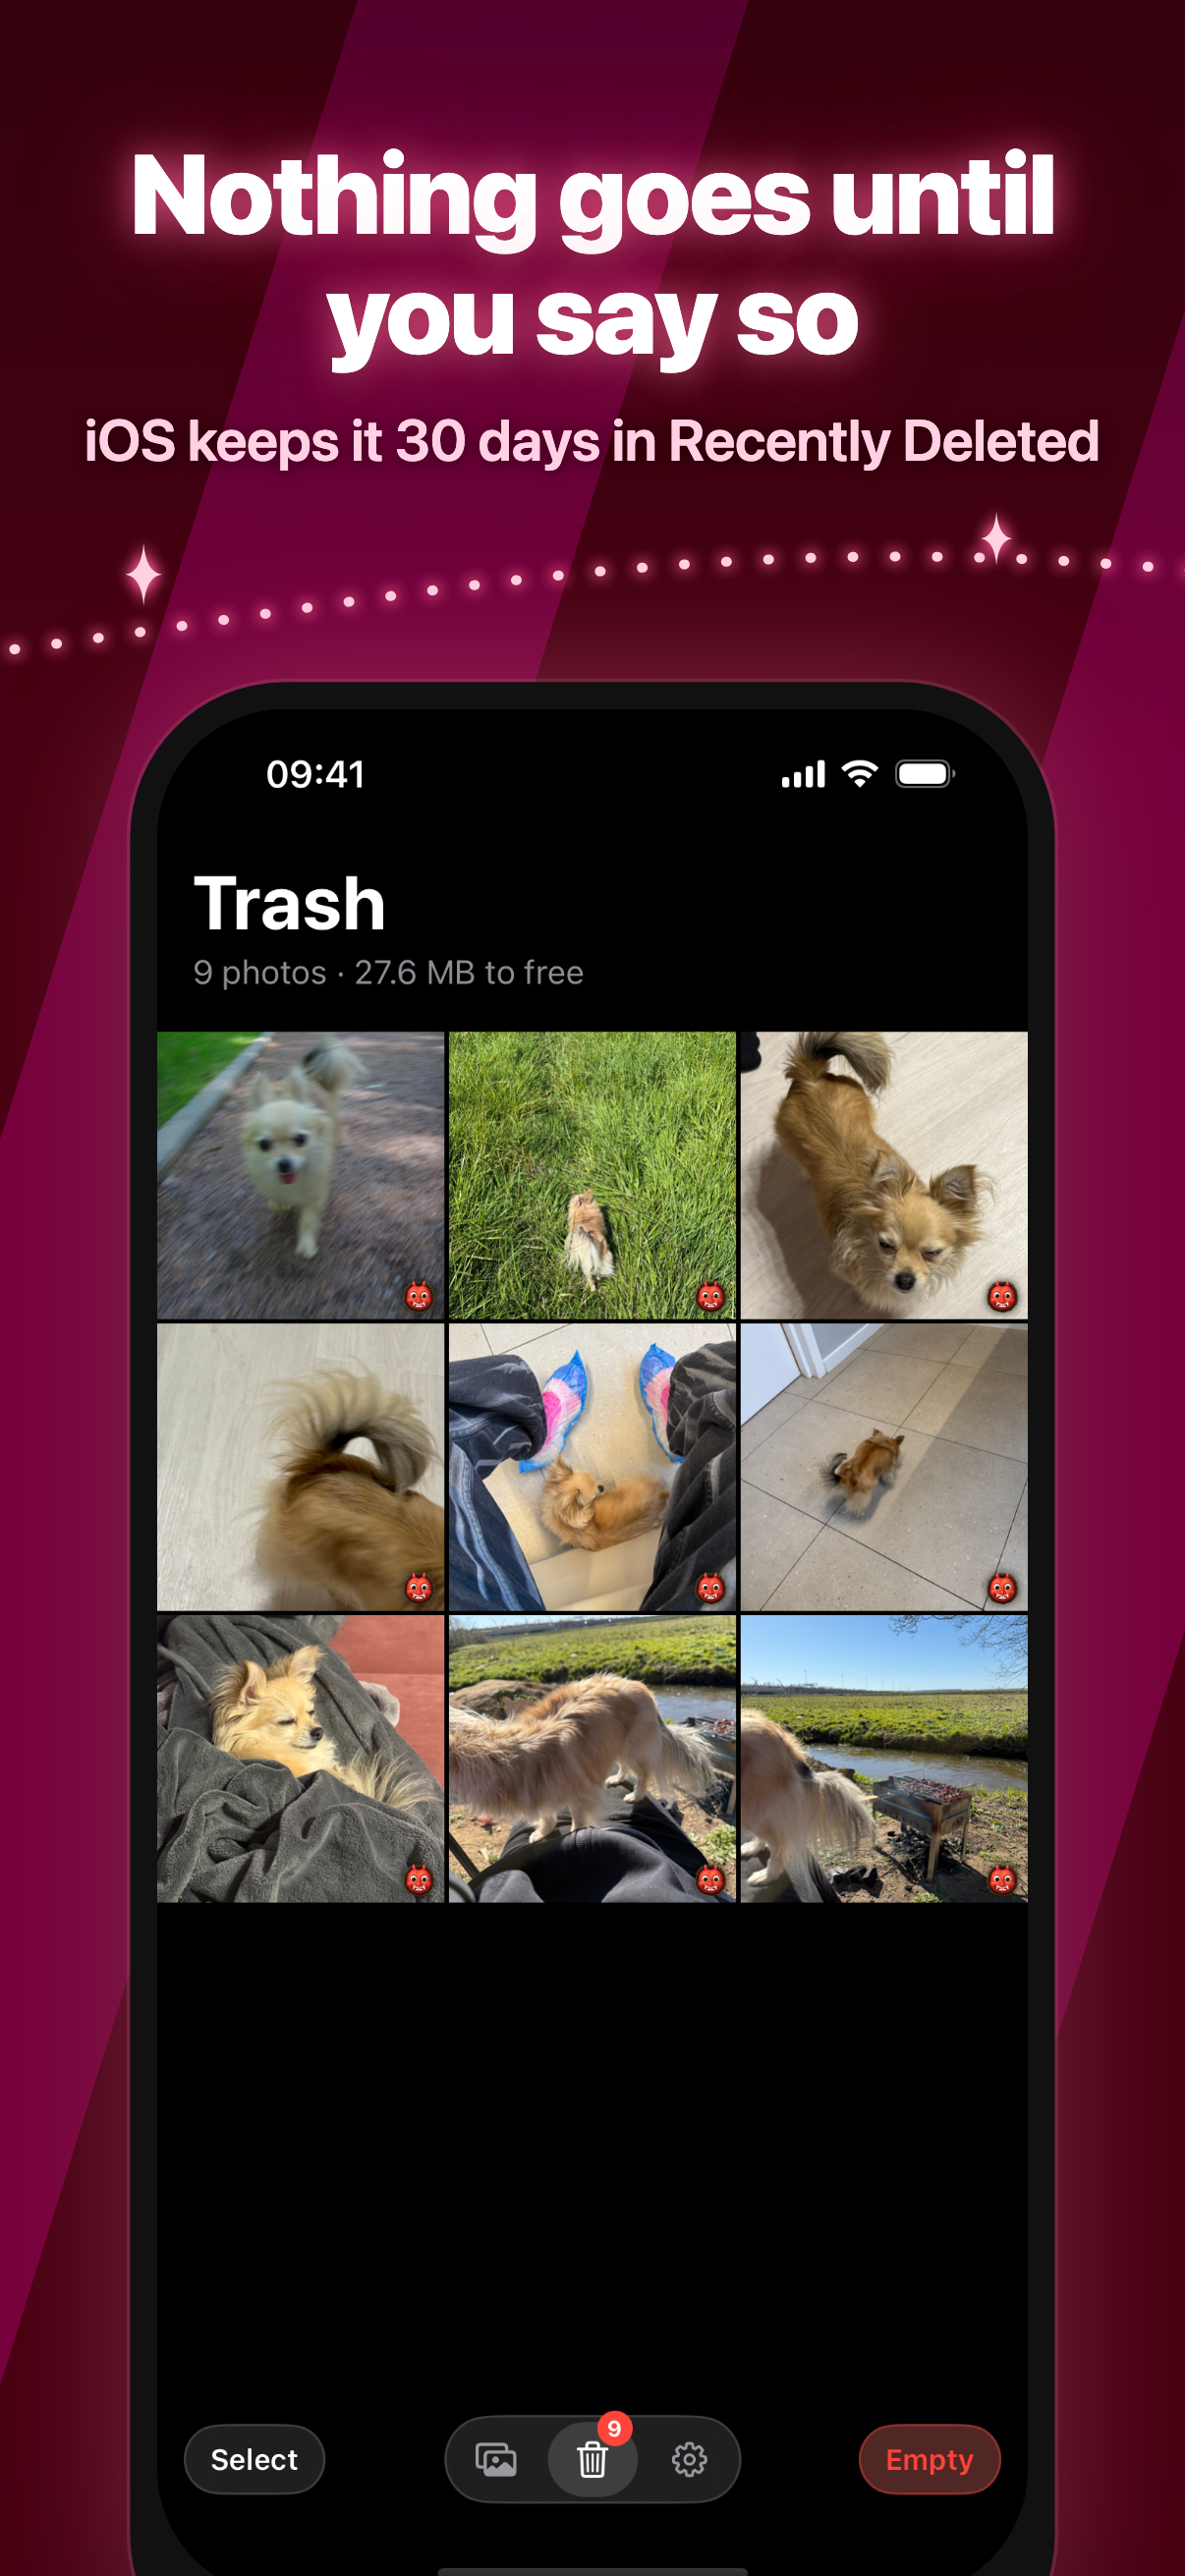 Nothing goes until
you say so
iOS keeps it 30 days in Recently Deleted
09:41
Trash
9 photos · 27.6 MB to free
9
Select
Empty